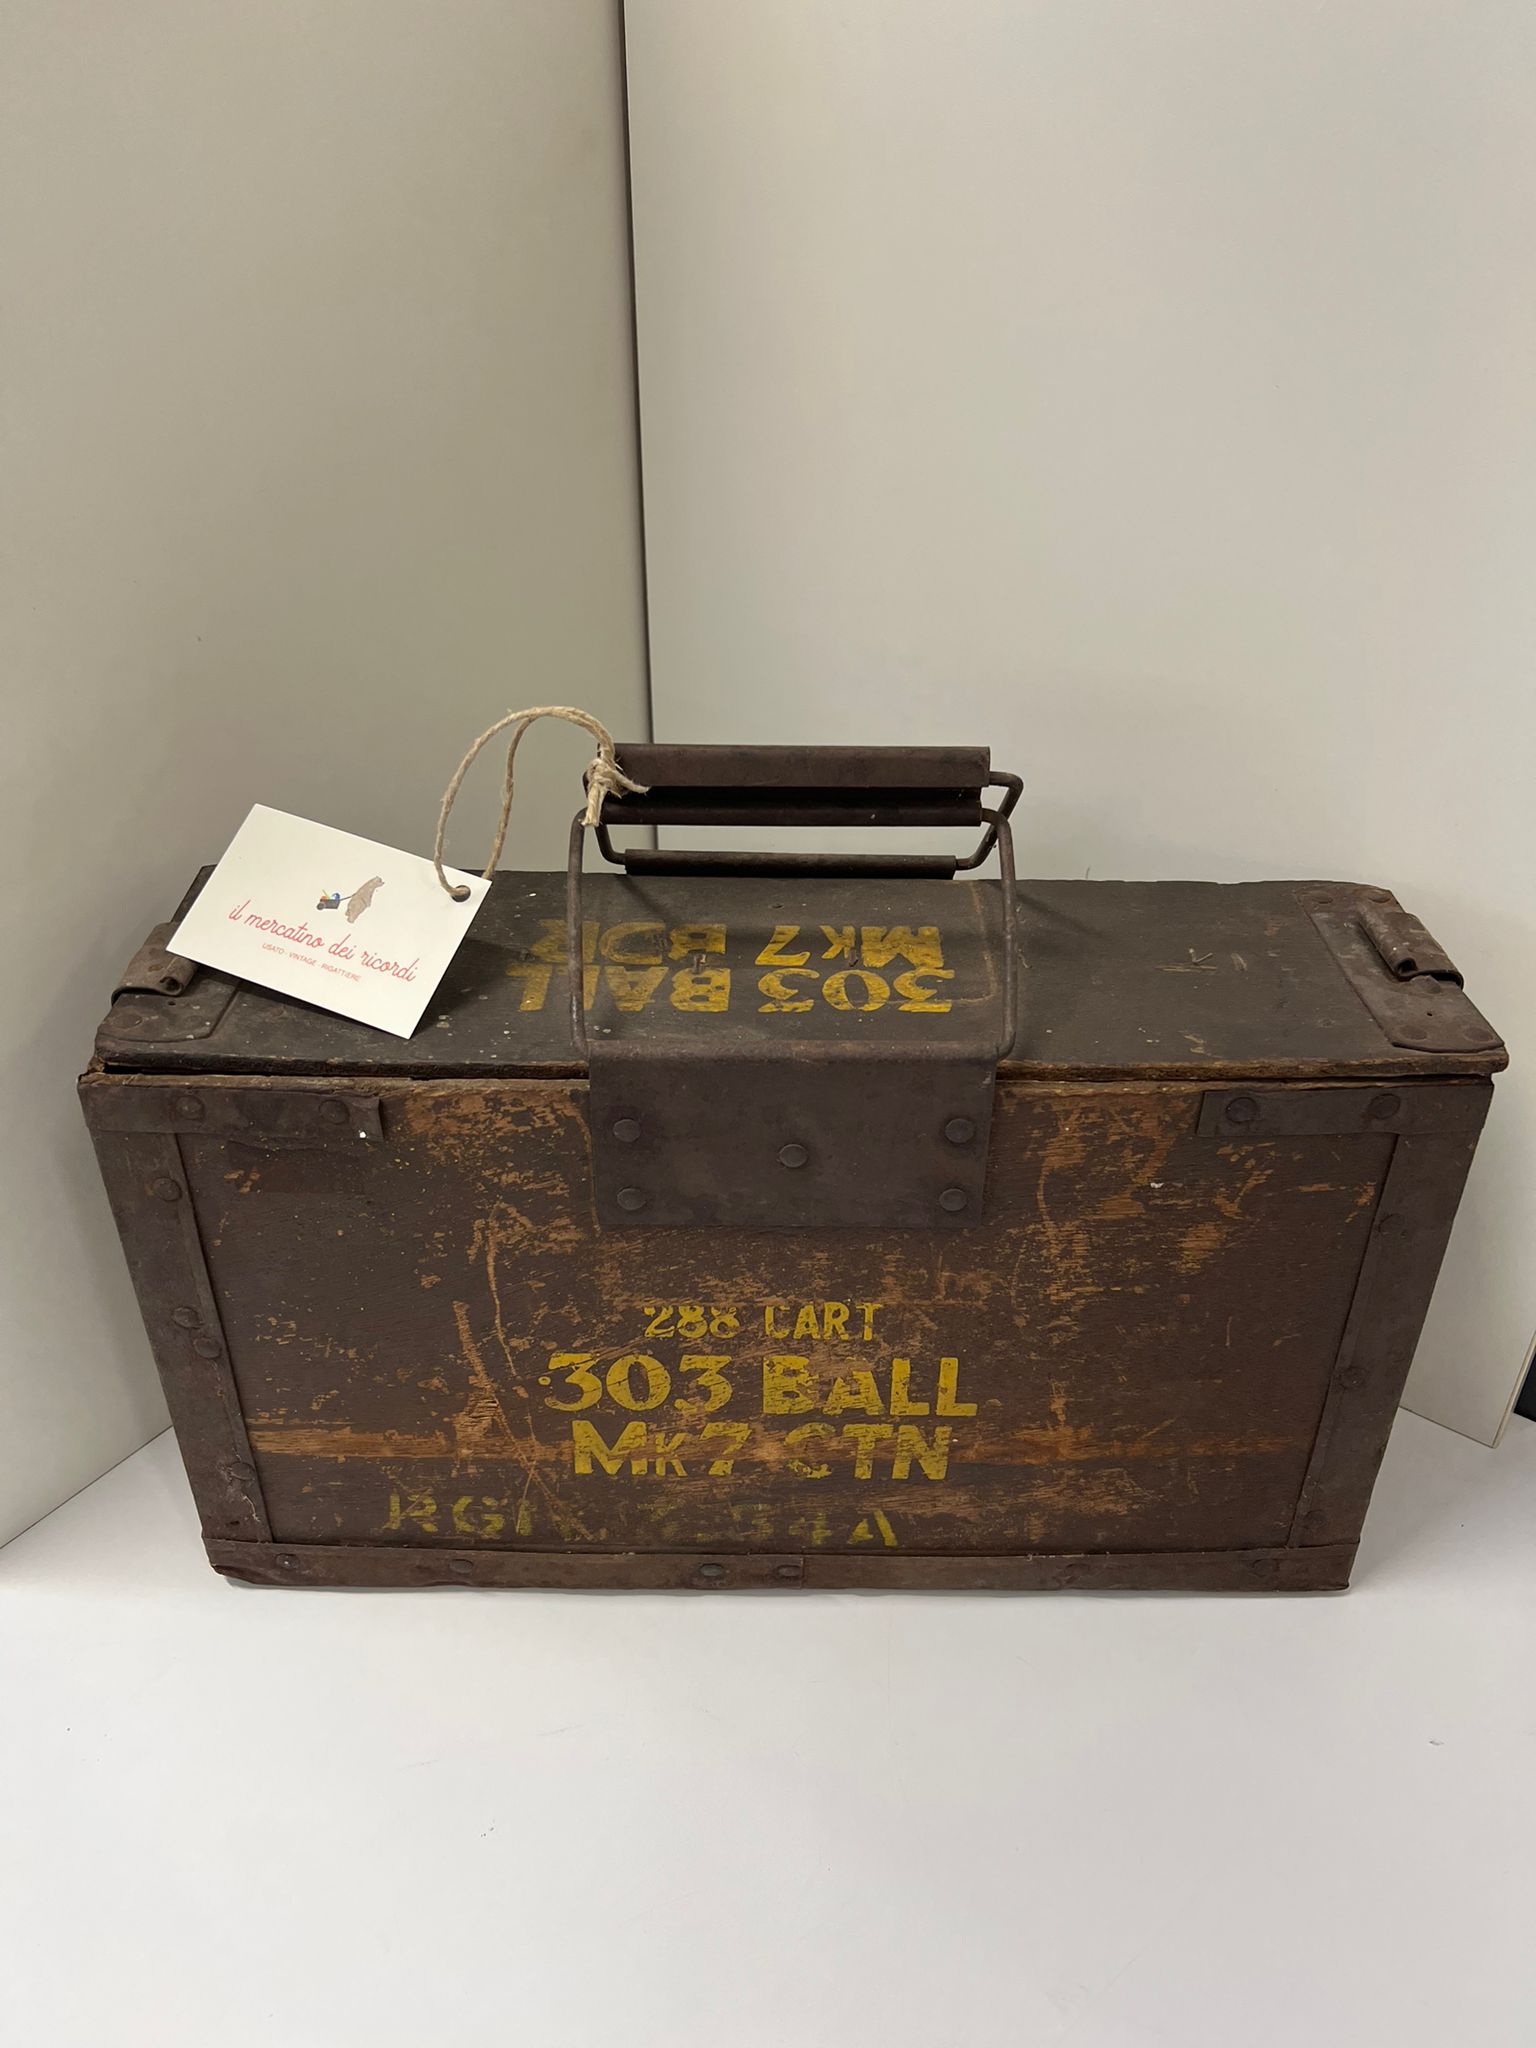 il mercatino dei ricordi
USATO - VINTAGE - RIGATTIERE
303 BALL
MK7 BDR
288 CART
303 BALL
MK7 CTN